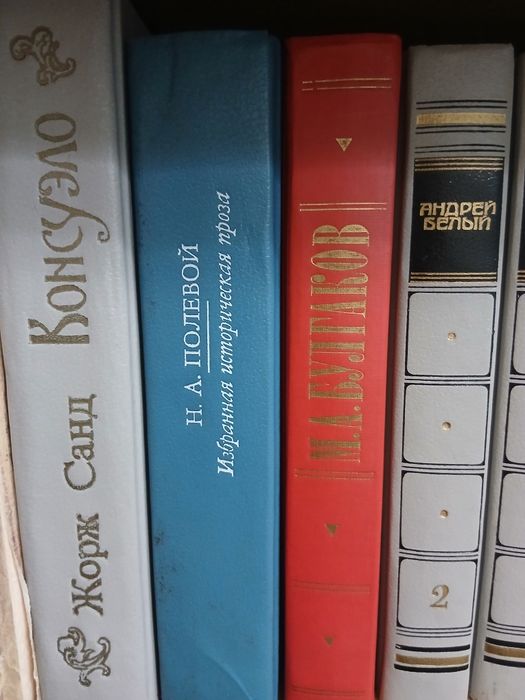 Жорж Санд Консуэло
Н. А. ПОЛЕВОЙ
Избранная историческая проза
М.А.БУЛГАКОВ
АНДРЕЙ
БЕЛЫЙ
2